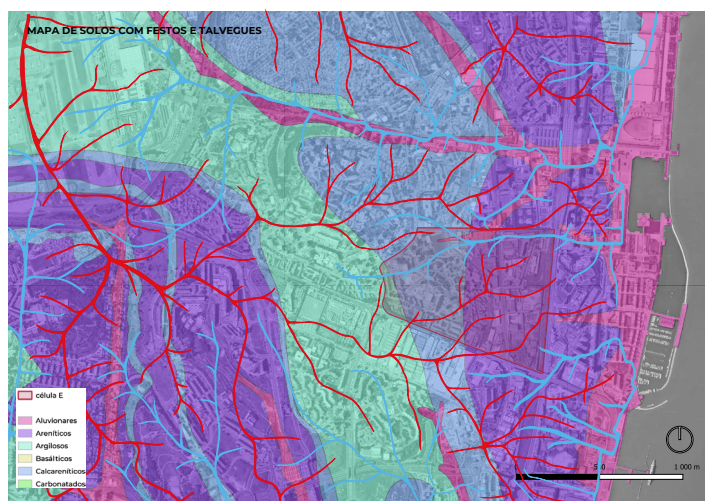 MAPA DE SOLOS COM FESTOS E TALVEGUES
célula E
Aluvionares
Areníticos
Argilosos
Basálticos
Calcareníticos
Carbonatados
1 000 m